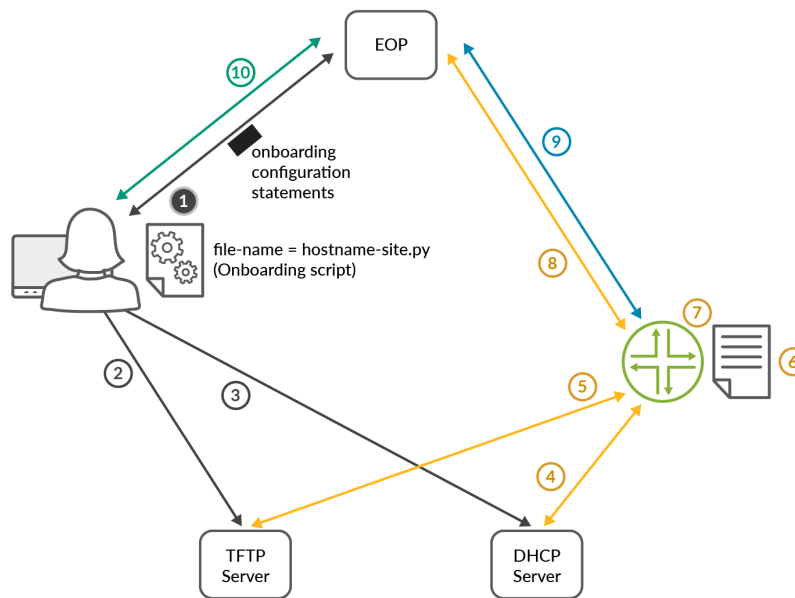 EOP
10
9
onboarding
configuration
statements
1
file-name = hostname-site.py
(Onboarding script)
8
7
6
2
3
5
4
TFTP
Server
DHCP
Server